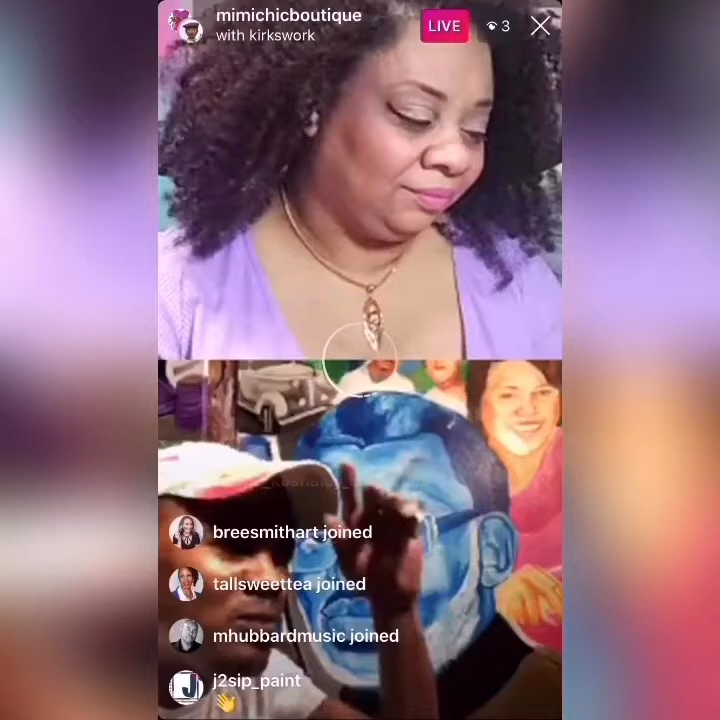 mimichicboutique
with kirkswork
LIVE
3
breesmithart joined
tallsweettea joined
mhubbardmusic joined
j2sip_paint
👋